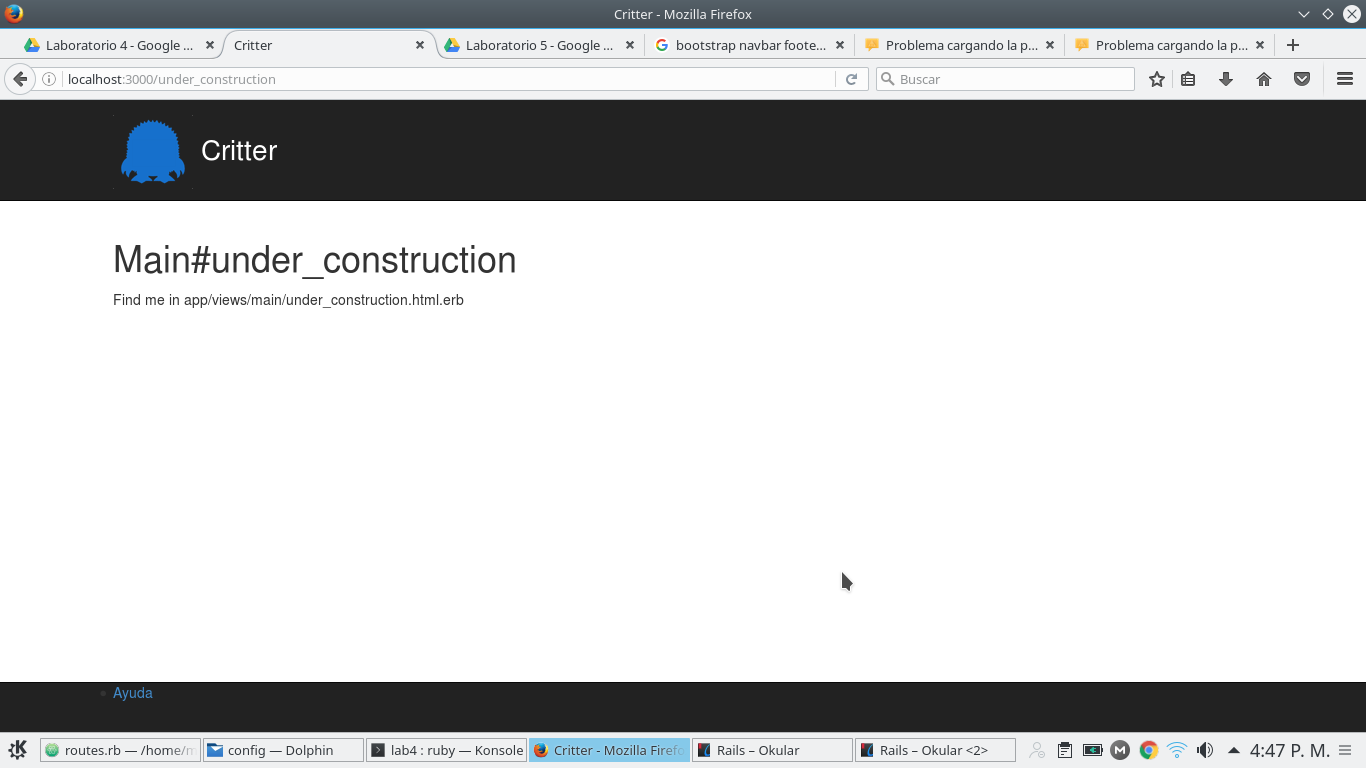 Critter - Mozilla Firefox
Laboratorio 4 - Google ...
Critter
Laboratorio 5 - Google ...
bootstrap navbar foote...
Problema cargando la p...
Problema cargando la p...
localhost:3000/under_construction
Buscar
Critter
Main#under_construction
Find me in app/views/main/under_construction.html.erb
Ayuda
routes.rb — /home/m
config — Dolphin
lab4 : ruby — Konsole
Critter - Mozilla Firefo
Rails – Okular
Rails – Okular <2>
M
4:47 P. M.